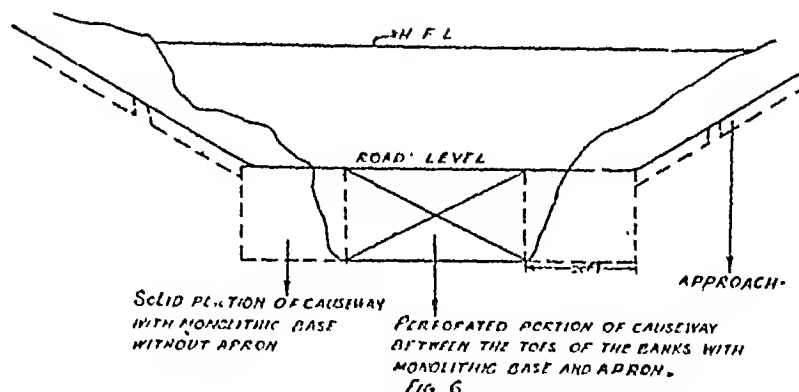 H F L
ROAD LEVEL
APPROACH.
SOLID PORTION OF CAUSEWAY
WITH MONOLITHIC BASE
WITHOUT APRON
PERFORATED PORTION OF CAUSEWAY
BETWEEN THE TOES OF THE BANKS WITH
MONOLITHIC BASE AND APRON.
FIG 6